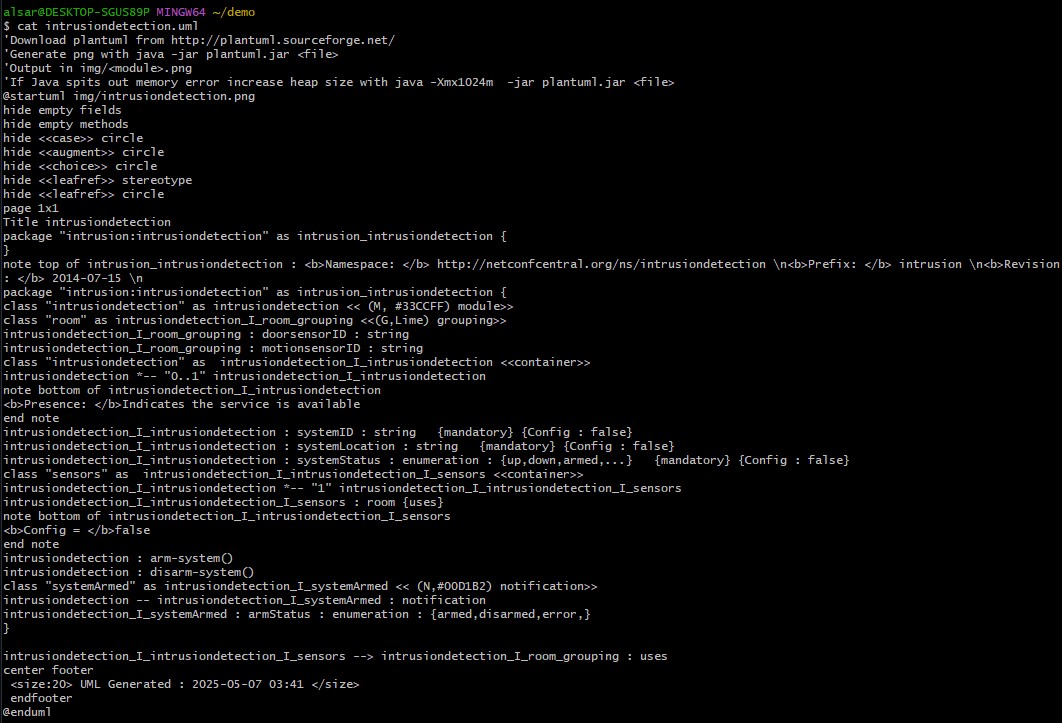 alsar@DESKTOP-SGUS89P MINGW64 ~/demo
$ cat intrusiondetection.uml
'Download plantuml from http://plantuml.sourceforge.net/
'Generate png with java -jar plantuml.jar <file>
'Output in img/<module>.png
'If Java spits out memory error increase heap size with java -Xmx1024m  -jar plantuml.jar <file>
@startuml img/intrusiondetection.png
hide empty fields
hide empty methods
hide <<case>> circle
hide <<augment>> circle
hide <<choice>> circle
hide <<leafref>> stereotype
hide <<leafref>> circle
page 1x1
Title intrusiondetection
package "intrusion:intrusiondetection" as intrusion_intrusiondetection {
}
note top of intrusion_intrusiondetection : <b>Namespace: </b> http://netconfcentral.org/ns/intrusiondetection \n<b>Prefix: </b> intrusion \n<b>Revision
: </b> 2014-07-15 \n
package "intrusion:intrusiondetection" as intrusion_intrusiondetection {
class "intrusiondetection" as intrusiondetection << (M, #33CCFF) module>>
class "room" as intrusiondetection_I_room_grouping <<(G,Lime) grouping>>
intrusiondetection_I_room_grouping : doorsensorID : string
intrusiondetection_I_room_grouping : motionsensorID : string
class "intrusiondetection" as  intrusiondetection_I_intrusiondetection <<container>>
intrusiondetection *-- "0..1" intrusiondetection_I_intrusiondetection
note bottom of intrusiondetection_I_intrusiondetection
<b>Presence: </b>Indicates the service is available
end note
intrusiondetection_I_intrusiondetection : systemID : string   {mandatory} {Config : false}
intrusiondetection_I_intrusiondetection : systemLocation : string   {mandatory} {Config : false}
intrusiondetection_I_intrusiondetection : systemStatus : enumeration : {up,down,armed,...}   {mandatory} {Config : false}
class "sensors" as  intrusiondetection_I_intrusiondetection_I_sensors <<container>>
intrusiondetection_I_intrusiondetection *-- "1" intrusiondetection_I_intrusiondetection_I_sensors
intrusiondetection_I_intrusiondetection_I_sensors : room {uses}
note bottom of intrusiondetection_I_intrusiondetection_I_sensors
<b>Config = </b>false
end note
intrusiondetection : arm-system()
intrusiondetection : disarm-system()
class "systemArmed" as intrusiondetection_I_systemArmed << (N,#00D1B2) notification>>
intrusiondetection -- intrusiondetection_I_systemArmed : notification
intrusiondetection_I_systemArmed : armStatus : enumeration : {armed,disarmed,error,}
}

intrusiondetection_I_intrusiondetection_I_sensors --> intrusiondetection_I_room_grouping : uses
center footer
 <size:20> UML Generated : 2025-05-07 03:41 </size>
 endfooter
@enduml